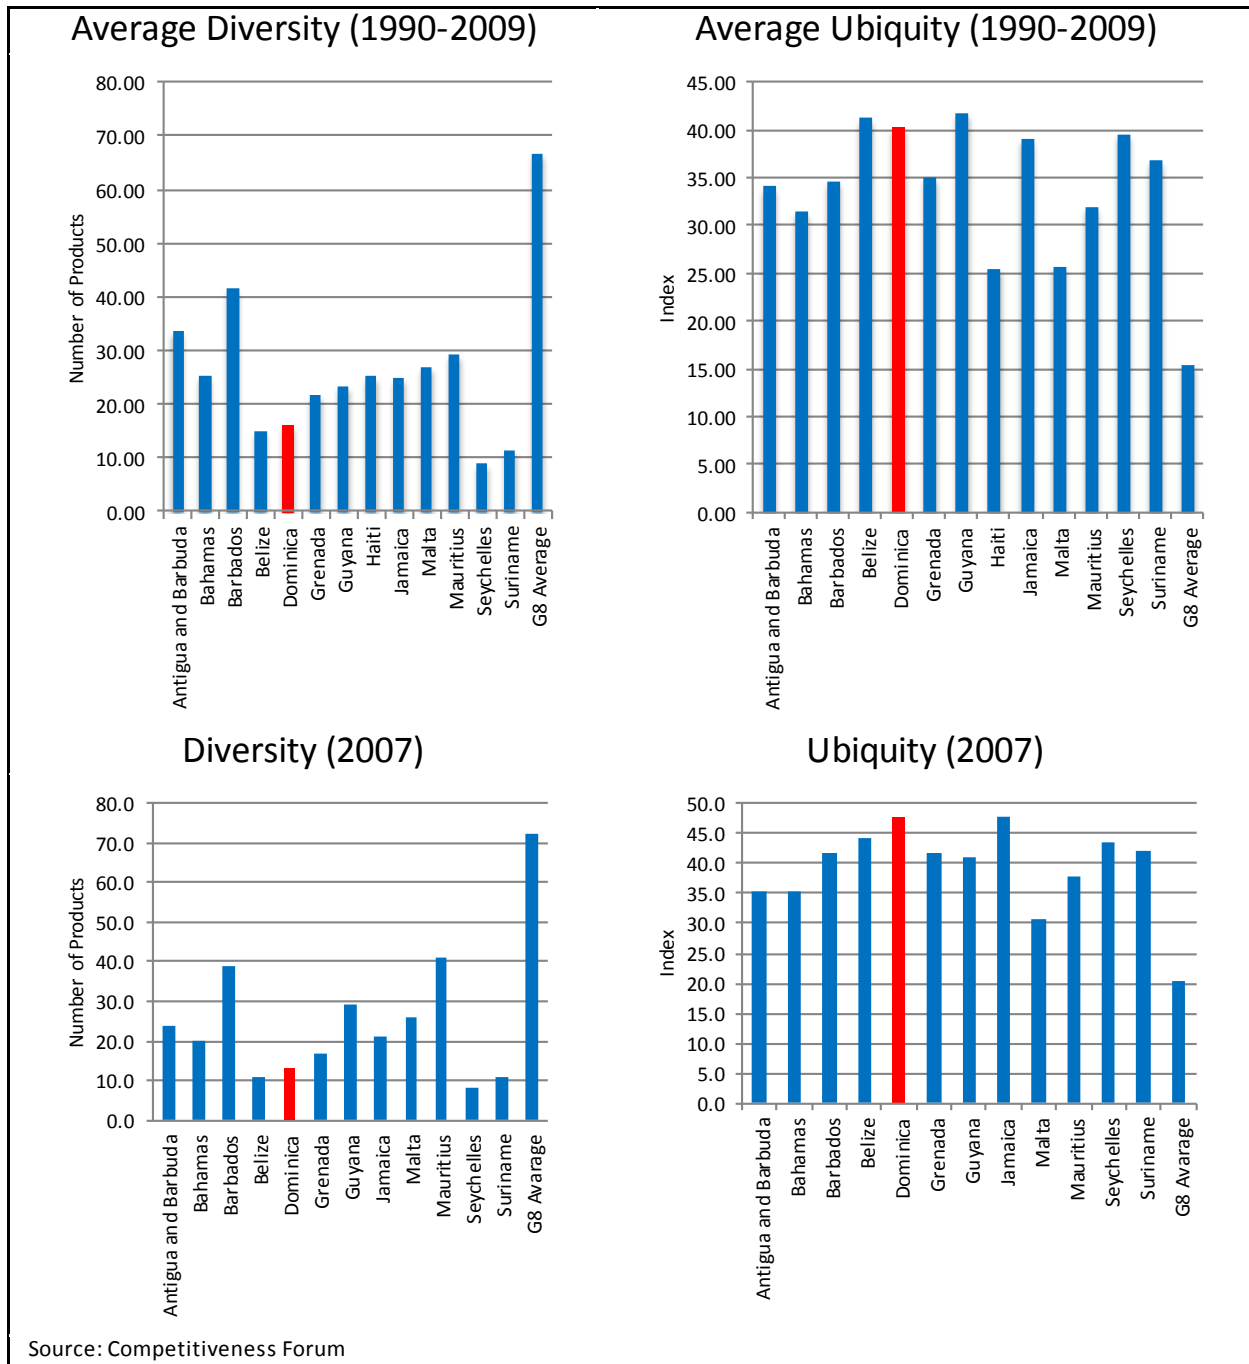 Average Diversity (1990-2009)
80.00
70.00
60.00
50.00
40.00
30.00
20.00
10.00
0.00
Number of Products
Antigua and Barbuda
Bahamas
Barbados
Belize
Dominica
Grenada
Guyana
Haiti
Jamaica
Malta
Mauritius
Seychelles
Suriname
G8 Average
Average Ubiquity (1990-2009)
45.00
40.00
35.00
30.00
25.00
20.00
15.00
10.00
5.00
0.00
Index
Antigua and Barbuda
Bahamas
Barbados
Belize
Dominica
Grenada
Guyana
Haiti
Jamaica
Malta
Mauritius
Seychelles
Suriname
G8 Average
Diversity (2007)
80.0
70.0
60.0
50.0
40.0
30.0
20.0
10.0
0.0
Number of Products
Antigua and Barbuda
Bahamas
Barbados
Belize
Dominica
Grenada
Guyana
Jamaica
Malta
Mauritius
Seychelles
Suriname
G8 Avarage
Ubiquity (2007)
50.0
45.0
40.0
35.0
30.0
25.0
20.0
15.0
10.0
5.0
0.0
Index
Antigua and Barbuda
Bahamas
Barbados
Belize
Dominica
Grenada
Guyana
Jamaica
Malta
Mauritius
Seychelles
Suriname
G8 Avarage
Source: Competitiveness Forum